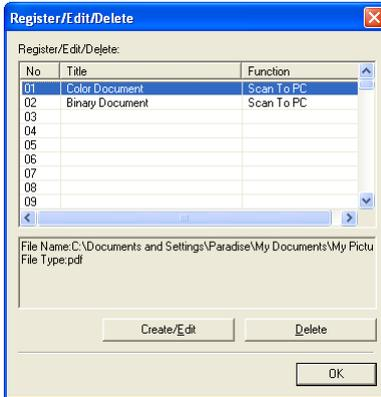 Register/Edit/Delete
Register/Edit/Delete:
No Title Function
01 Color Document Scan To PC
02 Binary Document Scan To PC
03
04
05
06
07
08
09
File Name:C:\Documents and Settings\Paradise\My Documents\My Pictu
File Type:pdf
Create/Edit Delete
OK